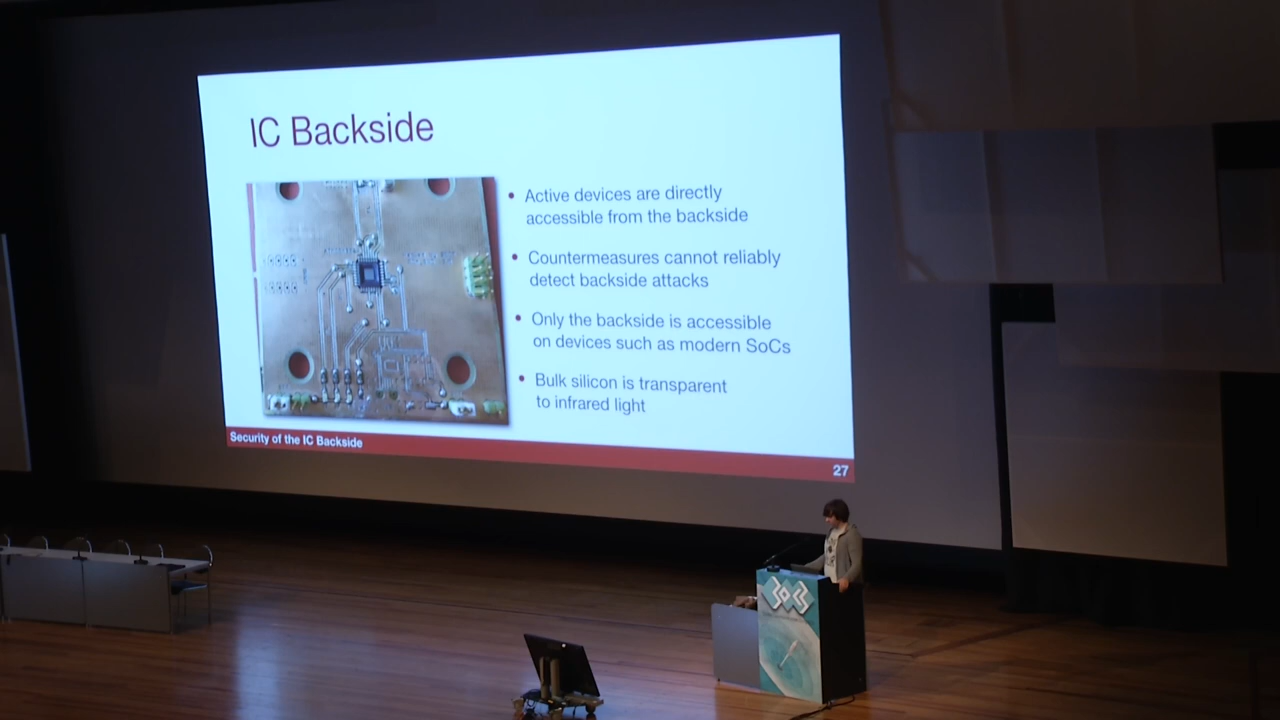 IC Backside
Active devices are directly
accessible from the backside
Countermeasures cannot reliably
detect backside attacks
Only the backside is accessible
on devices such as modern SoCs
Bulk silicon is transparent
to infrared light
Security of the IC Backside
27
30C3